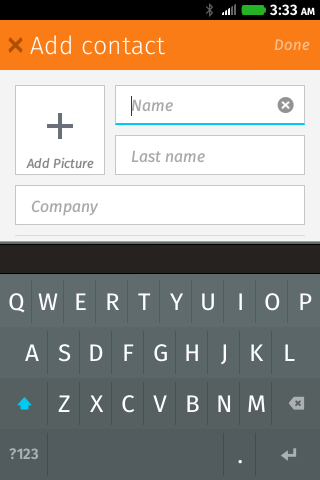 3:33 AM
Add contact
Done
Name
Add Picture
Last name
Company
Q W E R T Y U I O P
A S D F G H J K L
Z X C V B N M
?123 .